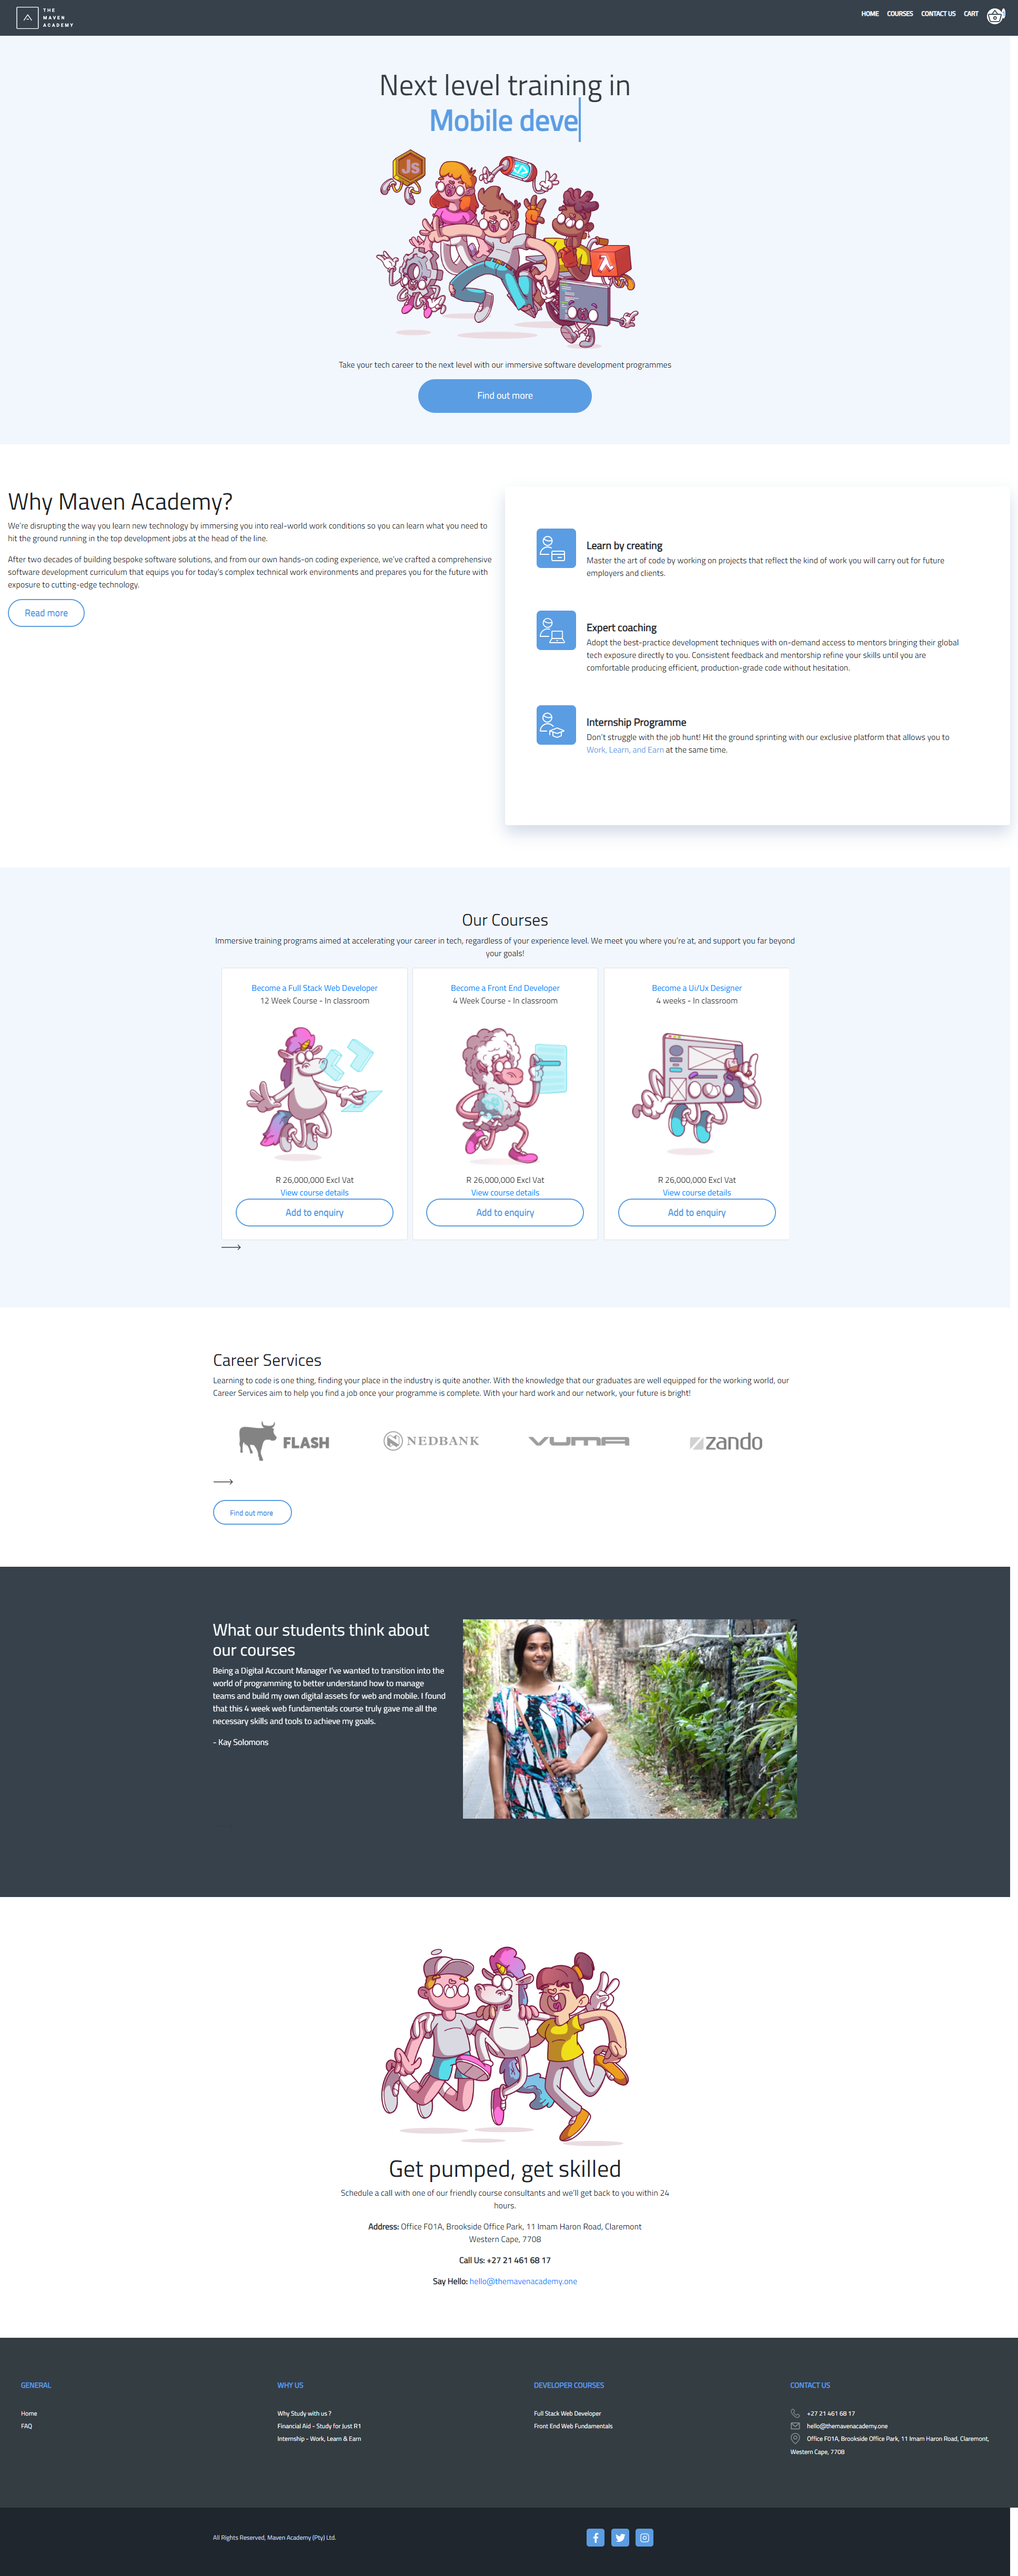 THE
MAVEN
ACADEMY
HOME COURSES CONTACT US CART
Next level training in
Mobile deve
JS
Take your tech career to the next level with our immersive software development programmes
Find out more
Why Maven Academy?
We're disrupting the way you learn new technology by immersing you into real-world work conditions so you can learn what you need to
hit the ground running in the top development jobs at the head of the line.
After two decades of building bespoke software solutions, and from our own hands-on coding experience, we've crafted a comprehensive
software development curriculum that equips you for today's complex technical work environments and prepares you for the future with
exposure to cutting-edge technology.
Read more
Learn by creating
Master the art of code by working on projects that reflect the kind of work you will carry out for future
employers and clients.
Expert coaching
Adopt the best-practice development techniques with on-demand access to mentors bringing their global
tech exposure directly to you. Consistent feedback and mentorship refine your skills until you are
comfortable producing efficient, production-grade code without hesitation.
Internship Programme
Don't struggle with the job hunt! Hit the ground sprinting with our exclusive platform that allows you to
Work, Learn, and Earn at the same time.
Our Courses
Immersive training programs aimed at accelerating your career in tech, regardless of your experience level. We meet you where you're at, and support you far beyond
your goals!
Become a Full Stack Web Developer
12 Week Course - In classroom
R 26,000,000 Excl Vat
View course details
Add to enquiry
Become a Front End Developer
4 Week Course - In classroom
R 26,000,000 Excl Vat
View course details
Add to enquiry
Become a Ui/Ux Designer
4 weeks - In classroom
R 26,000,000 Excl Vat
View course details
Add to enquiry
Career Services
Learning to code is one thing, finding your place in the industry is quite another. With the knowledge that our graduates are well equipped for the working world, our
Career Services aim to help you find a job once your programme is complete. With your hard work and our network, your future is bright!
FLASH NEDBANK VUMA zando
Find out more
What our students think about
our courses
Being a Digital Account Manager I've wanted to transition into the
world of programming to better understand how to manage
teams and build my own digital assets for web and mobile. I found
that this 4 week web fundamentals course truly gave me all the
necessary skills and tools to achieve my goals.
- Kay Solomons
Get pumped, get skilled
Schedule a call with one of our friendly course consultants and we'll get back to you within 24
hours.
Address: Office F01A, Brookside Office Park, 11 Imam Haron Road, Claremont
Western Cape, 7708
Call Us: +27 21 461 68 17
Say Hello: hello@themavenacademy.one
GENERAL
Home
FAQ
WHY US
Why Study with us ?
Financial Aid - Study for Just R1
Internship - Work, Learn & Earn
DEVELOPER COURSES
Full Stack Web Developer
Front End Web Fundamentals
CONTACT US
+27 21 461 68 17
hello@themavenacademy.one
Office F01A, Brookside Office Park, 11 Imam Haron Road, Claremont,
Western Cape, 7708
All Rights Reserved, Maven Academy (Pty) Ltd.